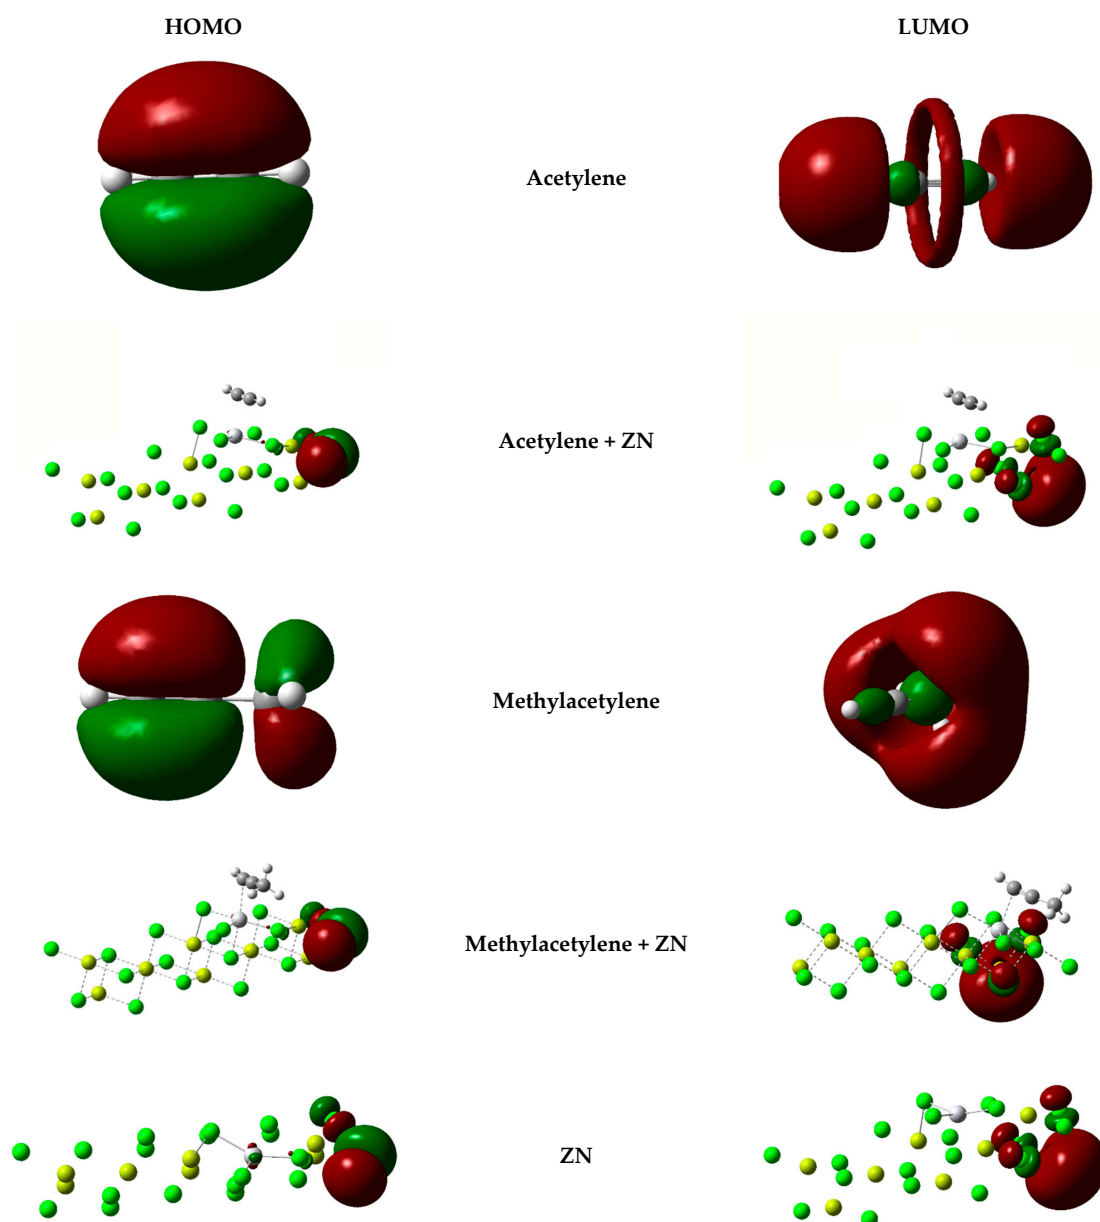 HOMO
LUMO
Acetylene
Acetylene + ZN
Methylacetylene
Methylacetylene + ZN
ZN